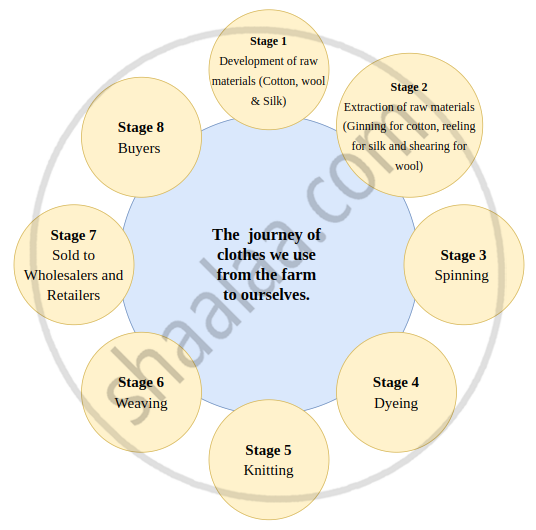 The journey of
clothes we use
from the farm
to ourselves.
Stage 1
Development of raw
materials (Cotton, wool
& Silk)
Stage 2
Extraction of raw materials
(Ginning for cotton, reeling
for silk and shearing for
wool)
Stage 3
Spinning
Stage 4
Dyeing
Stage 5
Knitting
Stage 6
Weaving
Stage 7
Sold to
Wholesalers and
Retailers
Stage 8
Buyers
shaalaa.com